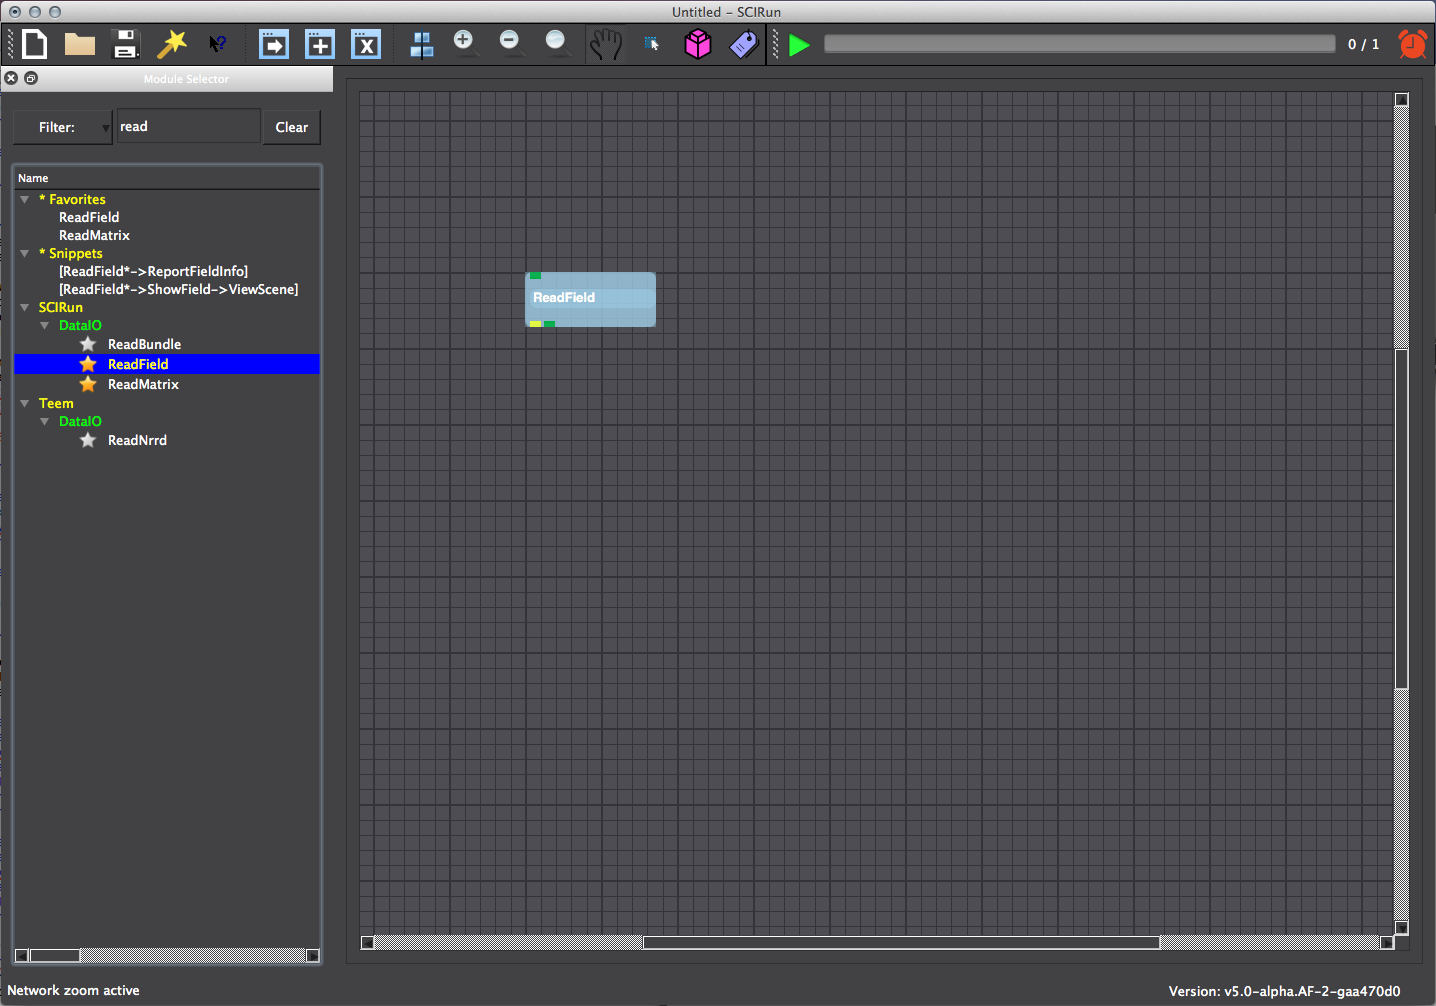 Untitled - SCIRun
0 / 1
Module Selector
Filter:
read
Clear
Name
* Favorites
ReadField
ReadMatrix
* Snippets
[ReadField*->ReportFieldInfo]
[ReadField*->ShowField->ViewScene]
SCIRun
DataIO
ReadBundle
ReadField
ReadMatrix
Teem
DataIO
ReadNrrd
ReadField
Network zoom active
Version: v5.0-alpha.AF-2-gaa470d0